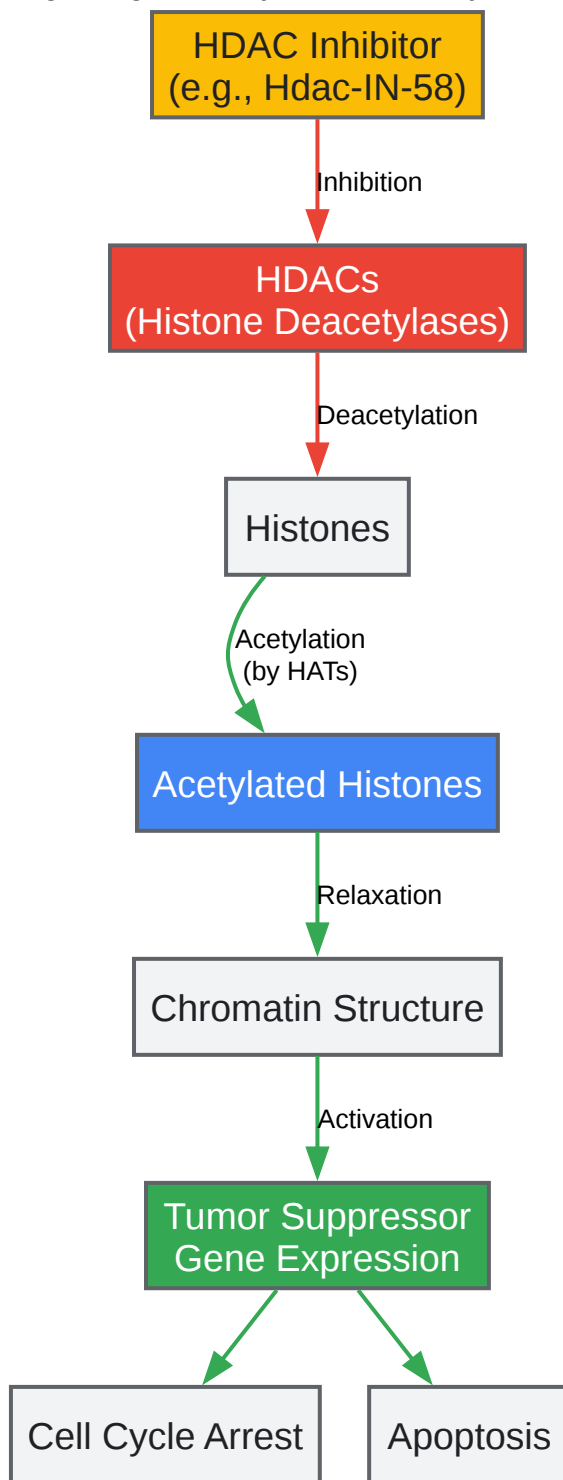 HDAC Inhibitor
(e.g., Hdac-IN-58)
Inhibition
HDACs
(Histone Deacetylases)
Deacetylation
Histones
Acetylation
(by HATs)
Acetylated Histones
Relaxation
Chromatin Structure
Activation
Tumor Suppressor
Gene Expression
Cell Cycle Arrest
Apoptosis